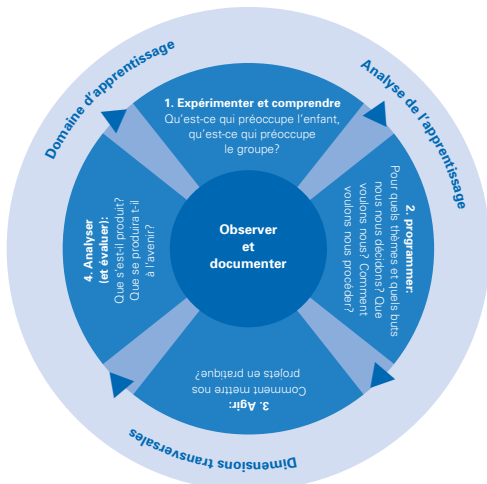 Domaine d'apprentissage
Analyse de l'apprentissage
1. Expérimenter et comprendre
Qu'est-ce qui préoccupe l'enfant,
qu'est-ce qui préoccupe
le groupe?
2. programmer:
Pour quels thèmes et quels buts
nous nous décidons? Que
voulons nous? Comment
voulons nous procéder?
Observer
et
documenter
4. Analyser
(et évaluer):
Que s'est-il produit?
Que se produira t-il
à l'avenir?
3. Agir:
Comment mettre nos
projets en pratique?
Dimensions transversales